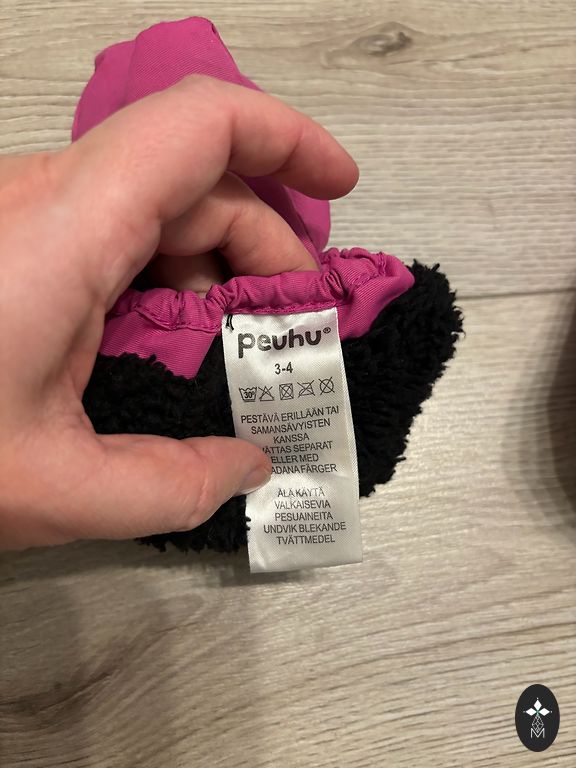 peuhu®
3-4
30°
PESTÄVÄ ERILLÄÄN TAI
SAMANSÄVYISTEN
KANSSA
SEPARAT
ELLER MED
FÄRGER
ÄLÄ KÄYTÄ
VALKAISEVIA
PESUAINEITA
UNDVIK BLEKANDE
TVÄTTMEDEL
M